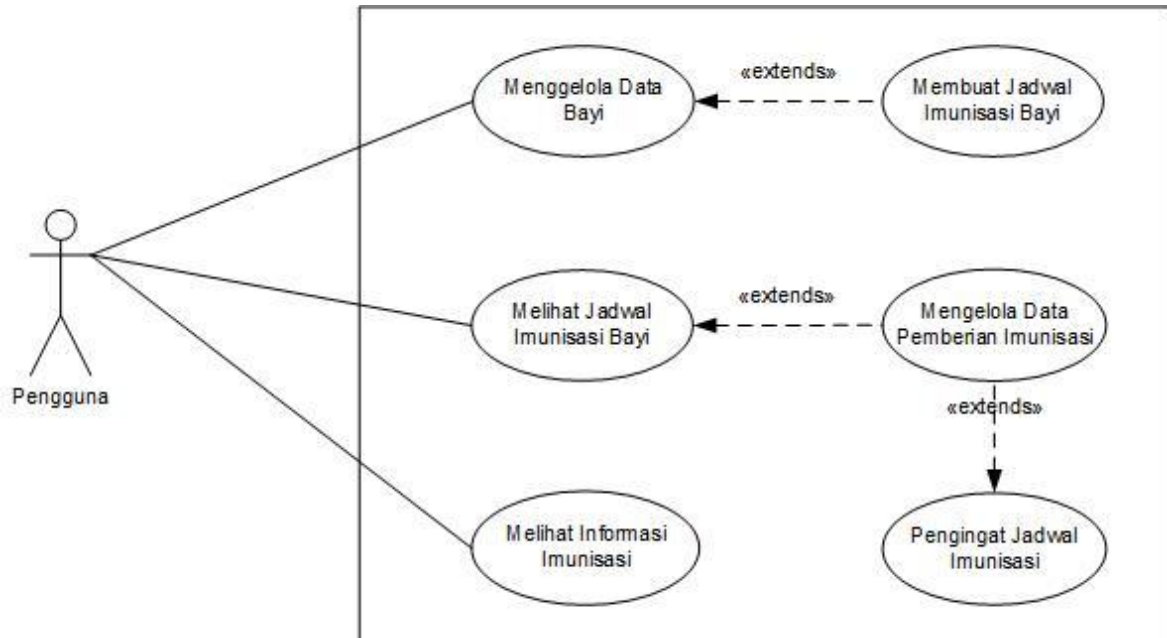 Menggelola Data
Bayi
«extends»
Membuat Jadwal
Imunisasi Bayi
Pengguna
Melihat Jadwal
Imunisasi Bayi
«extends»
Mengelola Data
Pemberian Imunisasi
«extends»
Melihat Informasi
Imunisasi
Pengingat Jadwal
Imunisasi